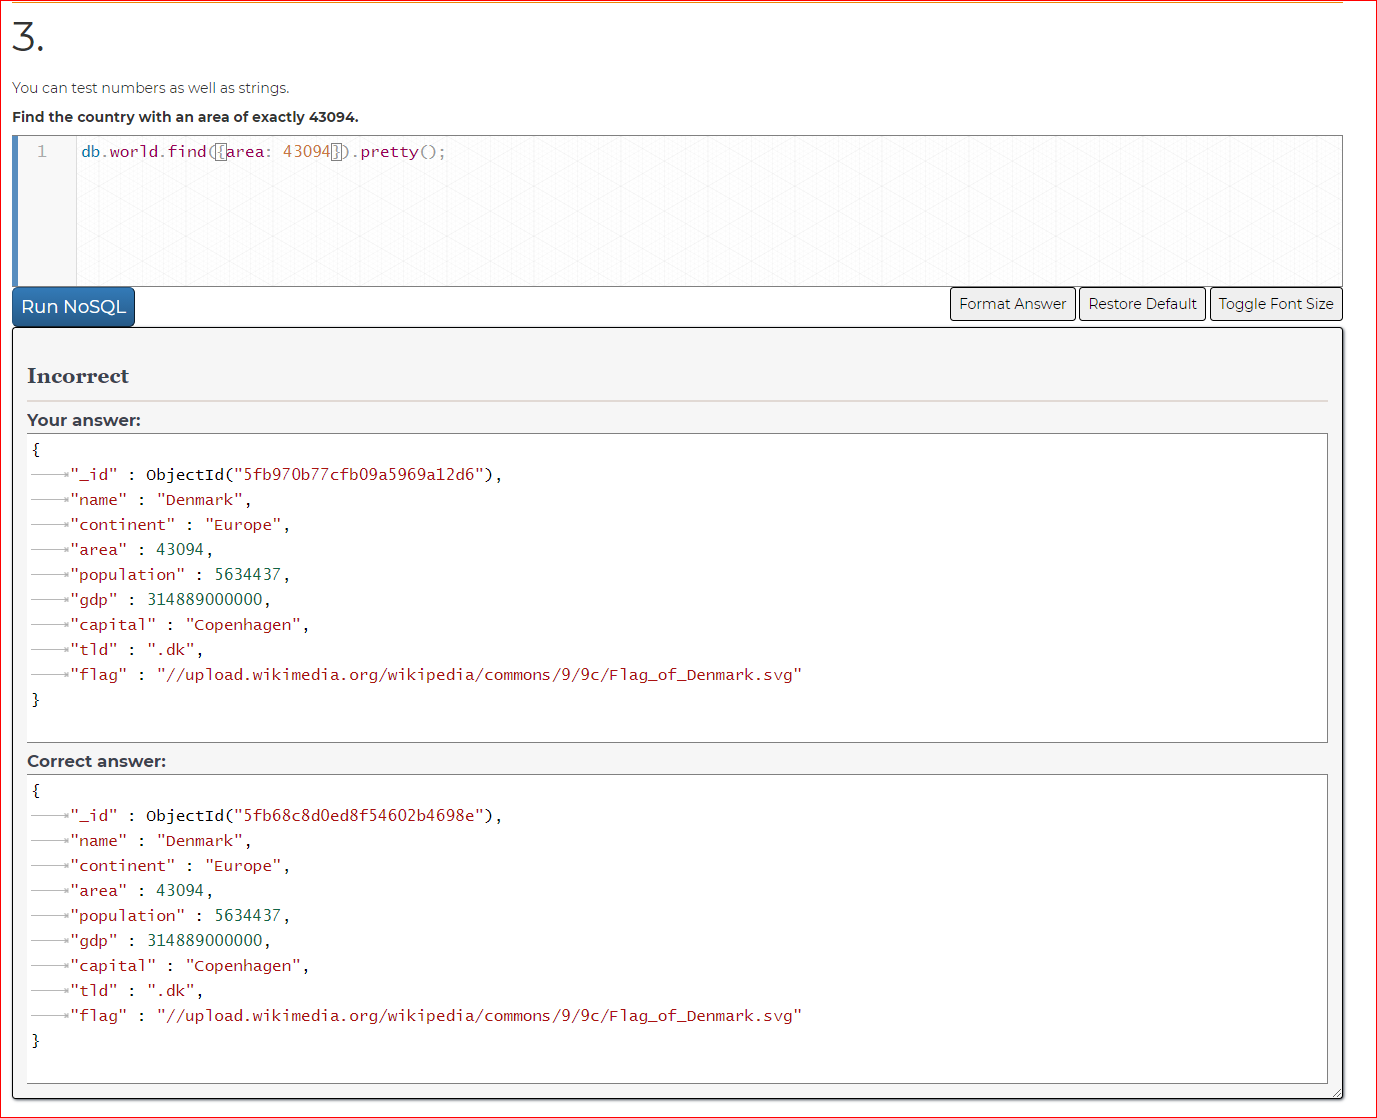 3.
You can test numbers as well as strings.
Find the country with an area of exactly 43094.
1 db.world.find({area: 43094}).pretty();
Run NoSQL
Format Answer Restore Default Toggle Font Size
Incorrect
Your answer:
{
"_id" : ObjectId("5fb970b77cfb09a5969a12d6"),
"name" : "Denmark",
"continent" : "Europe",
"area" : 43094,
"population" : 5634437,
"gdp" : 314889000000,
"capital" : "Copenhagen",
"tld" : ".dk",
"flag" : "//upload.wikimedia.org/wikipedia/commons/9/9c/Flag_of_Denmark.svg"
}
Correct answer:
{
"_id" : ObjectId("5fb68c8d0ed8f54602b4698e"),
"name" : "Denmark",
"continent" : "Europe",
"area" : 43094,
"population" : 5634437,
"gdp" : 314889000000,
"capital" : "Copenhagen",
"tld" : ".dk",
"flag" : "//upload.wikimedia.org/wikipedia/commons/9/9c/Flag_of_Denmark.svg"
}